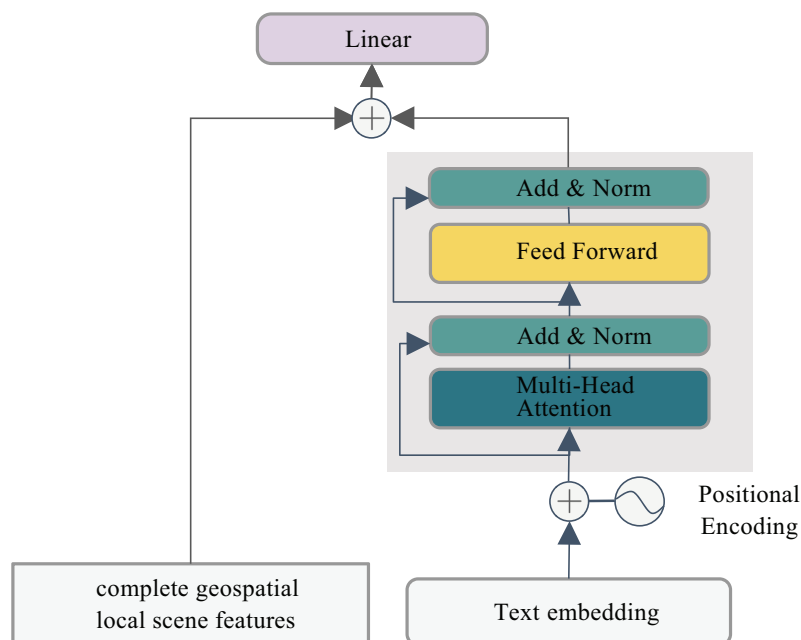 Linear
Add & Norm
Feed Forward
Add & Norm
Multi-Head
Attention
Positional
Encoding
complete geospatial
local scene features
Text embedding